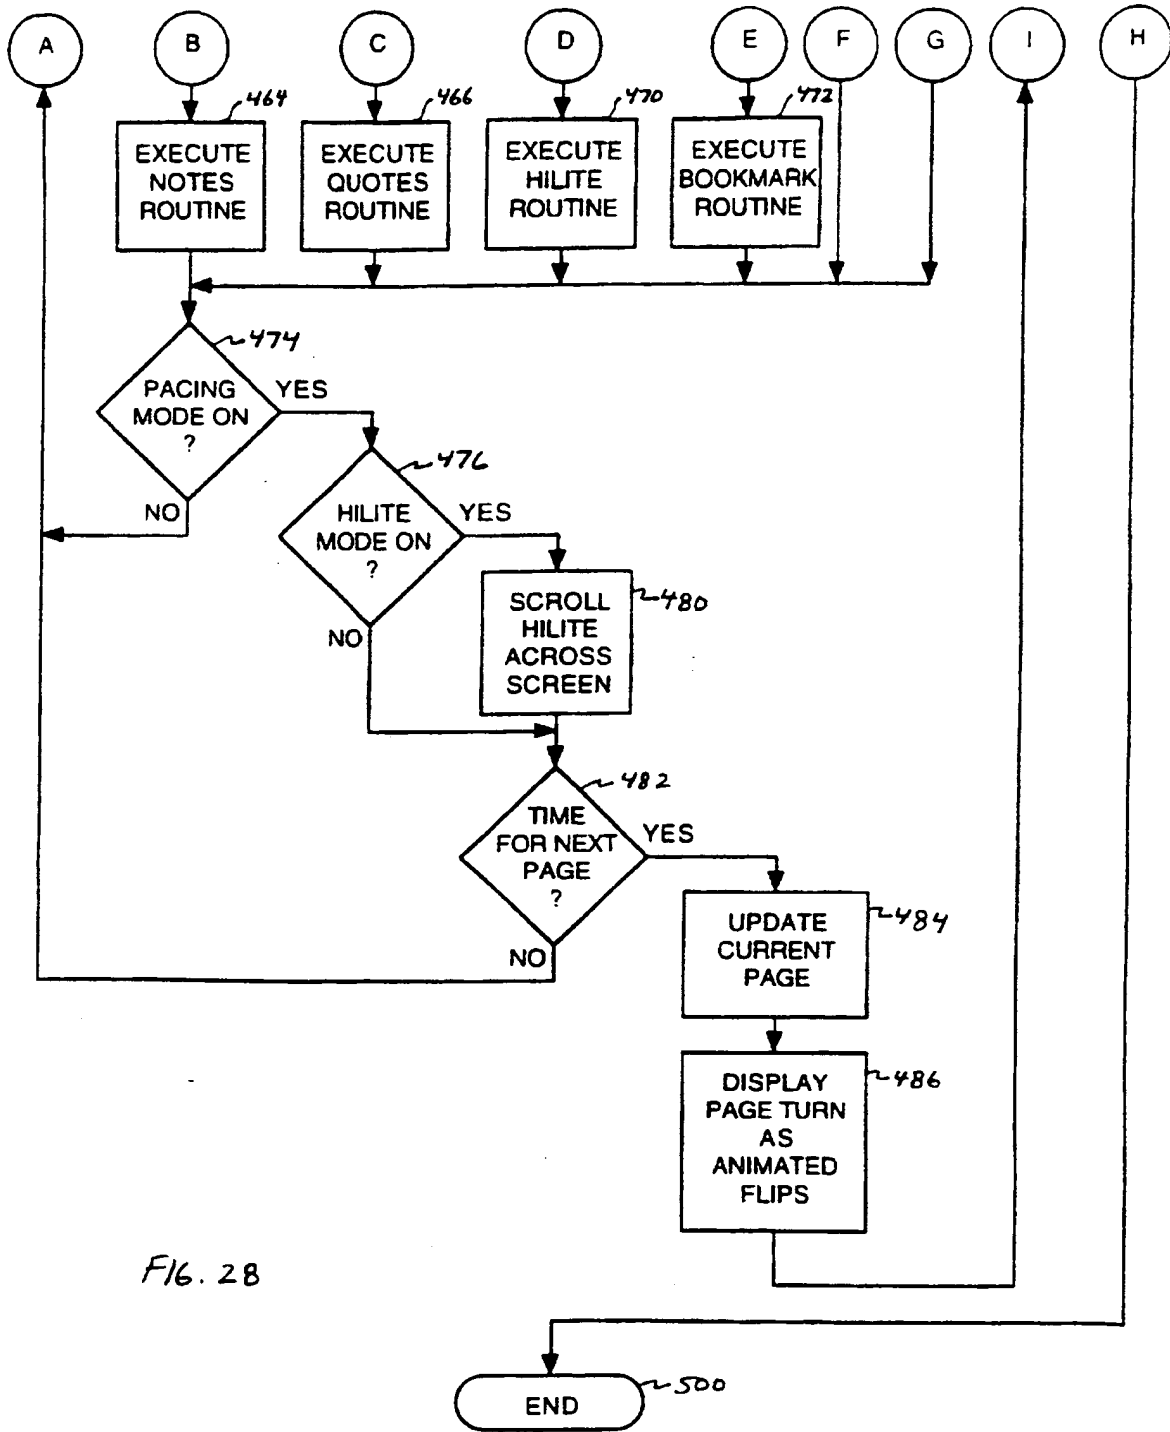 A B C D E F G I H
464 466 470 472
EXECUTE
NOTES
ROUTINE
EXECUTE
QUOTES
ROUTINE
EXECUTE
HILITE
ROUTINE
EXECUTE
BOOKMARK
ROUTINE
474
PACING
MODE ON
?
YES
NO
476
HILITE
MODE ON
?
YES
NO
480
SCROLL
HILITE
ACROSS
SCREEN
482
TIME
FOR NEXT
PAGE
?
YES
NO
484
UPDATE
CURRENT
PAGE
486
DISPLAY
PAGE TURN
AS
ANIMATED
FLIPS
FIG. 28
500
END